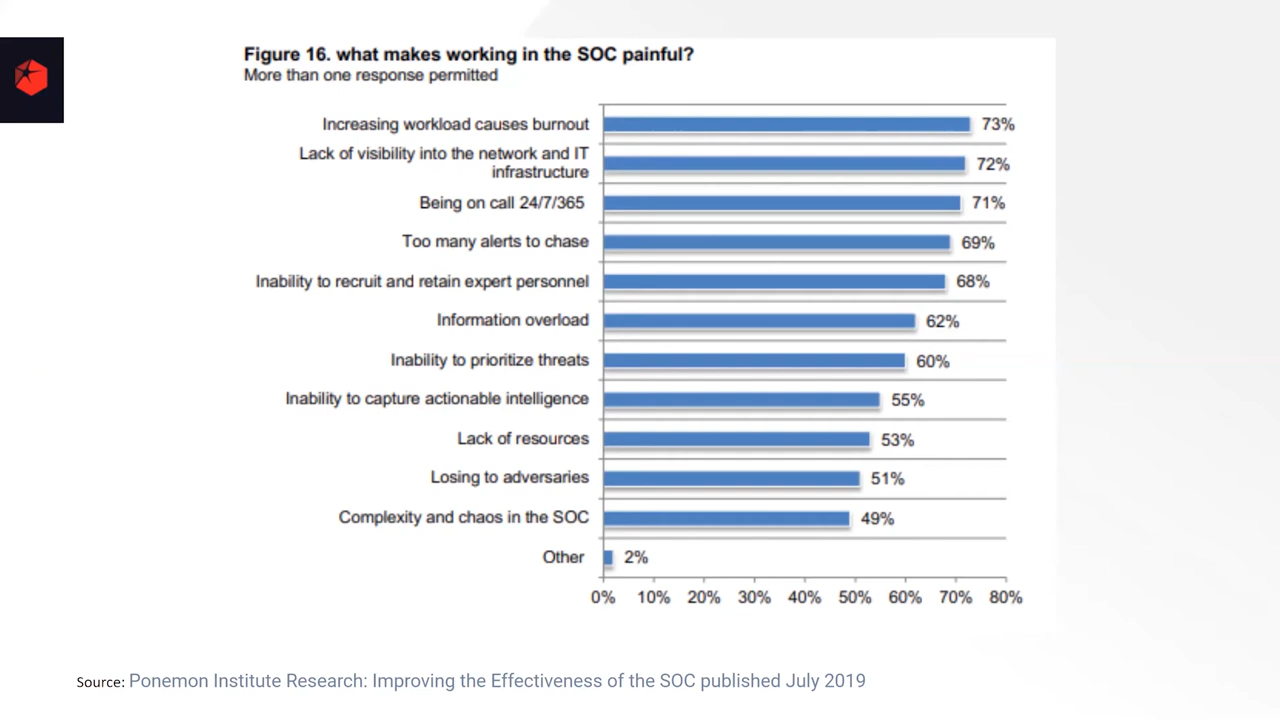 Figure 16. what makes working in the SOC painful?
More than one response permitted
Increasing workload causes burnout 73%
Lack of visibility into the network and IT
infrastructure 72%
Being on call 24/7/365 71%
Too many alerts to chase 69%
Inability to recruit and retain expert personnel 68%
Information overload 62%
Inability to prioritize threats 60%
Inability to capture actionable intelligence 55%
Lack of resources 53%
Losing to adversaries 51%
Complexity and chaos in the SOC 49%
Other 2%
0% 10% 20% 30% 40% 50% 60% 70% 80%
Source: Ponemon Institute Research: Improving the Effectiveness of the SOC published July 2019